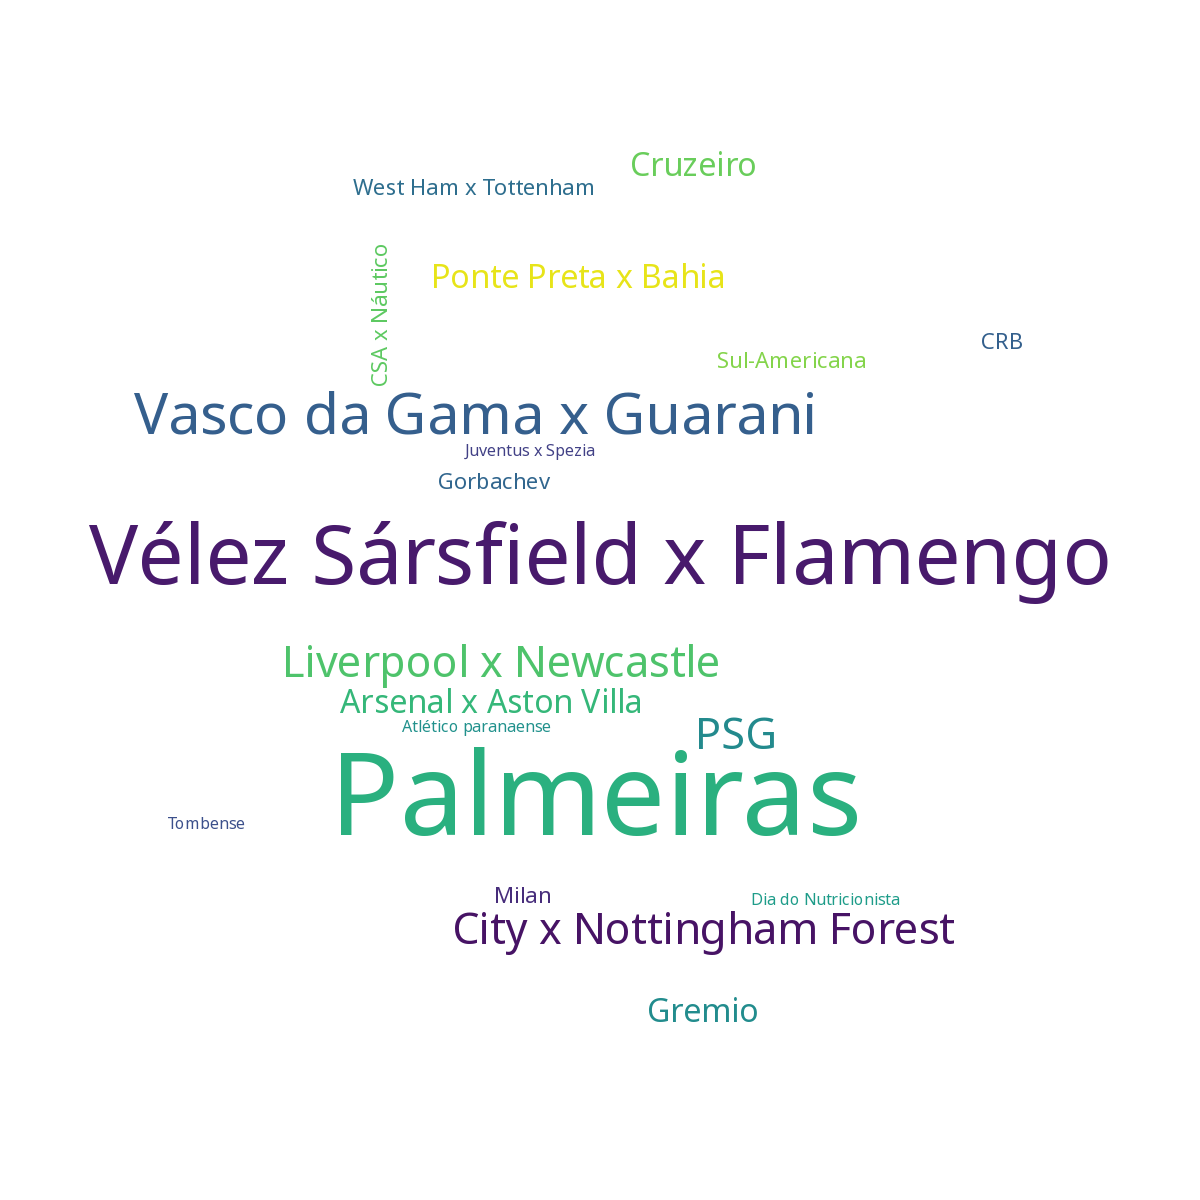 Cruzeiro
West Ham x Tottenham
CSA x Náutico
Ponte Preta x Bahia
CRB
Sul-Americana
Vasco da Gama x Guarani
Juventus x Spezia
Gorbachev
Vélez Sársfield x Flamengo
Liverpool x Newcastle
Arsenal x Aston Villa
Atlético paranaense
PSG
Palmeiras
Tombense
Milan
Dia do Nutricionista
City x Nottingham Forest
Gremio